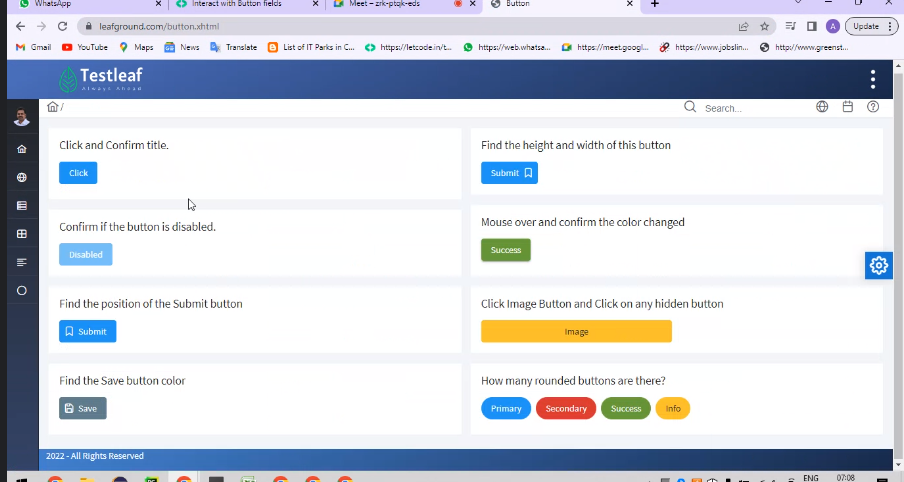 WhatsApp
Interact with Button fields
Meet – zrk-ptqk-eds
Button
leafground.com/button.xhtml
A
Update
Gmail
YouTube
Maps
News
Translate
List of IT Parks in C...
https://letcode.in/t...
https://web.whatsa...
https://meet.googl...
https://www.jobslin...
http://www.greenst...
Testleaf
Always Ahead
/
Search...
Click and Confirm title.
Click
Find the height and width of this button
Submit
Confirm if the button is disabled.
Disabled
Mouse over and confirm the color changed
Success
Find the position of the Submit button
Submit
Click Image Button and Click on any hidden button
Image
Find the Save button color
Save
How many rounded buttons are there?
Primary
Secondary
Success
Info
2022 - All Rights Reserved
ENG
07:08